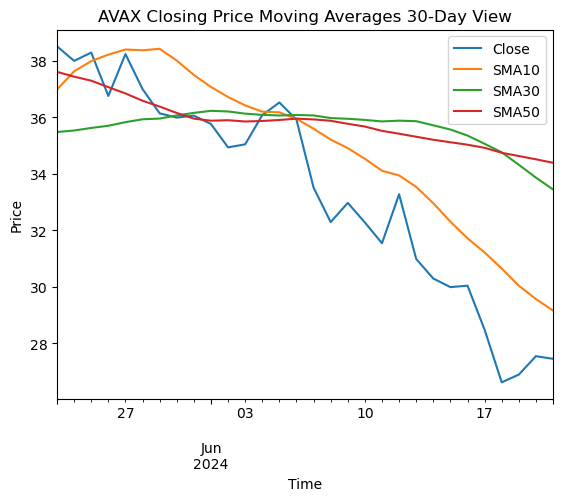 AVAX Closing Price Moving Averages 30-Day View
Close
SMA10
SMA30
SMA50
38
36
34
32
30
28
Price
27
03
10
17
Jun
2024
Time